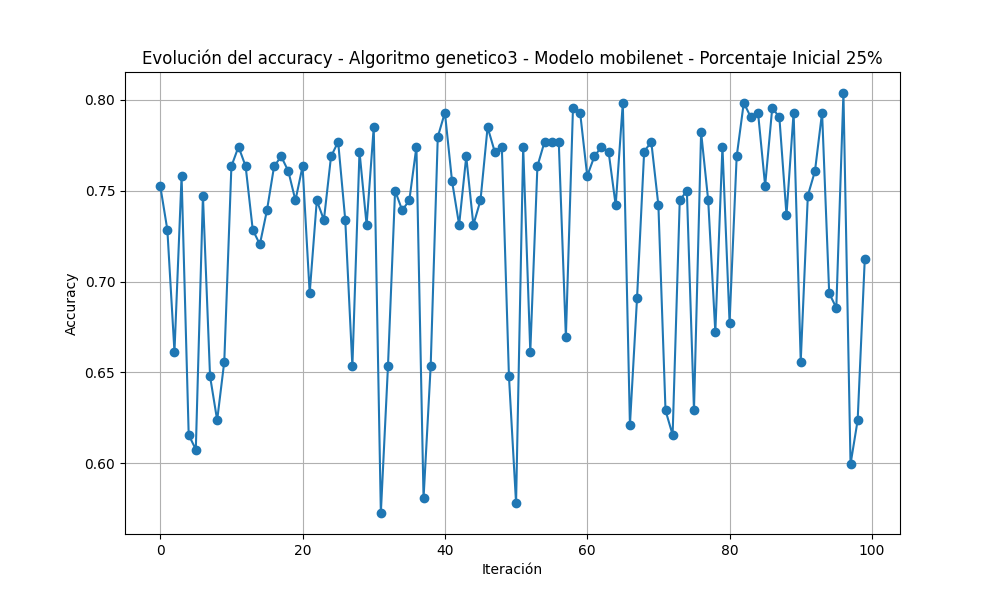 Evolución del accuracy - Algoritmo genetico3 - Modelo mobilenet - Porcentaje Inicial 25%
0.80
0.75
0.70
0.65
0.60
Accuracy
0 20 40 60 80 100
Iteración